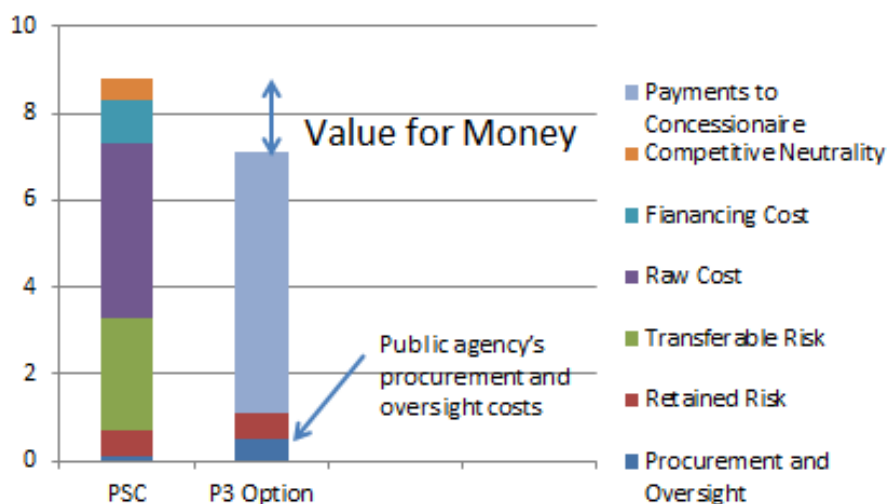 10
8
6
4
2
0
PSC
P3 Option
Value for Money
Public agency's
procurement and
oversight costs
Payments to
Concessionaire
Competitive Neutrality
Fianancing Cost
Raw Cost
Transferable Risk
Retained Risk
Procurement and
Oversight